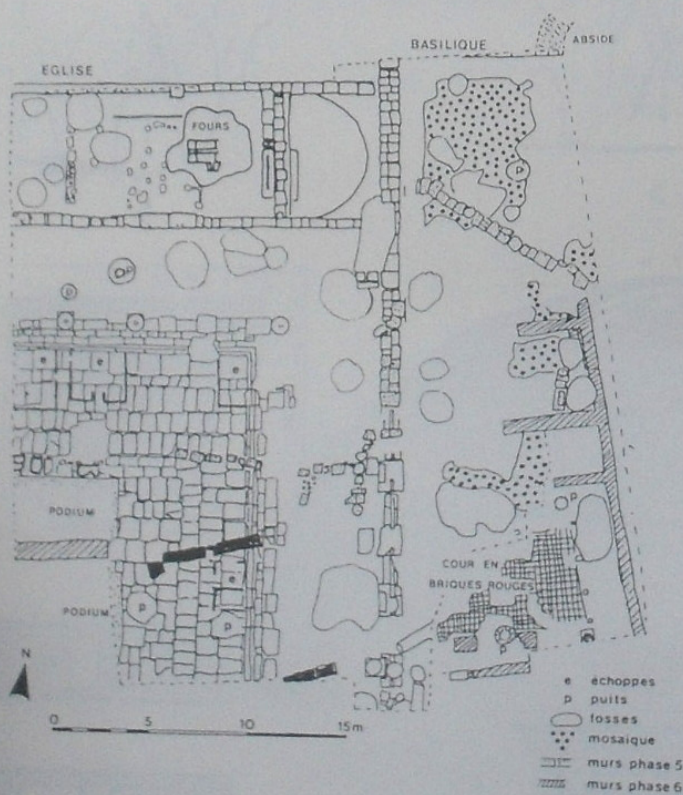 BASILIQUE
ABSIDE
EGLISE
FOURS
P
P
P
e
e
e
PODIUM
COUR EN
BRIQUES ROUGES
P
e
PODIUM
P
P
P
N
0 5 10 15m
e échoppes
p puits
fosses
mosaique
murs phase 5
murs phase 6